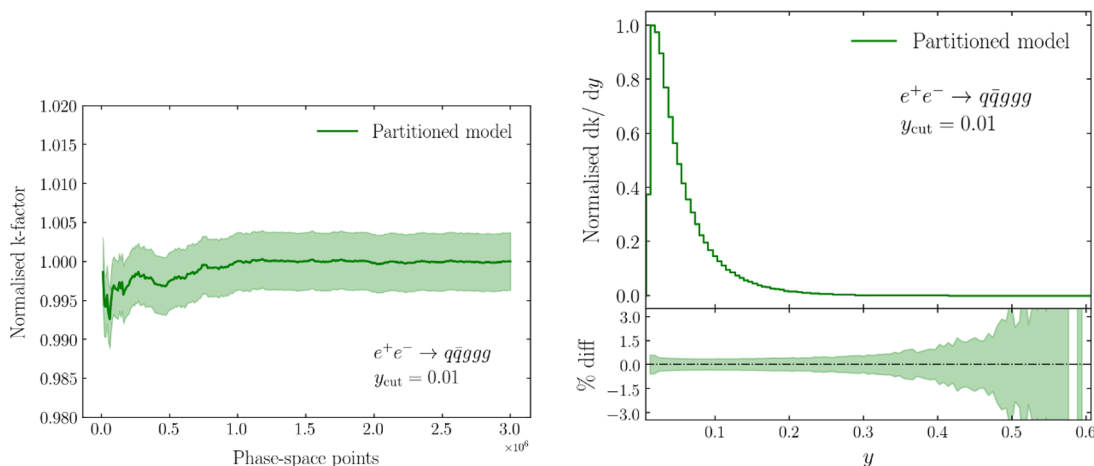 1.020
1.015
1.010
1.005
1.000
0.995
0.990
0.985
0.980
Normalised k-factor
Partitioned model
e⁺e⁻ → qq̄ggg
y_cut = 0.01
0.0 0.5 1.0 1.5 2.0 2.5 3.0
×10⁶
Phase-space points
1.0
0.8
0.6
0.4
0.2
0.0
Normalised dk/ dy
Partitioned model
e⁺e⁻ → qq̄ggg
y_cut = 0.01
3.0
1.5
0.0
−1.5
−3.0
% diff
0.1 0.2 0.3 0.4 0.5 0.6
y